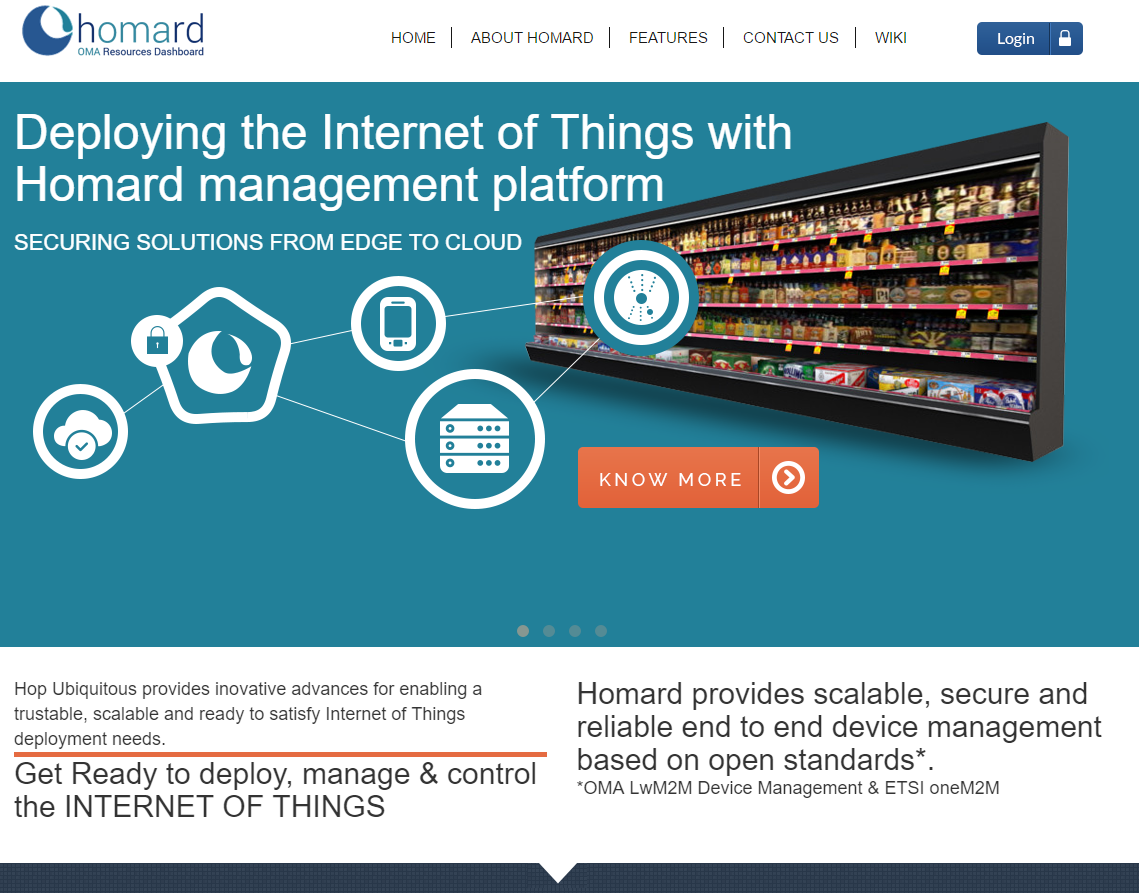 homard
OMA Resources Dashboard
HOME
ABOUT HOMARD
FEATURES
CONTACT US
WIKI
Login
Deploying the Internet of Things with
Homard management platform
SECURING SOLUTIONS FROM EDGE TO CLOUD
KNOW MORE
Hop Ubiquitous provides inovative advances for enabling a
trustable, scalable and ready to satisfy Internet of Things
deployment needs.
Get Ready to deploy, manage & control
the INTERNET OF THINGS
Homard provides scalable, secure and
reliable end to end device management
based on open standards*.
*OMA LwM2M Device Management & ETSI oneM2M